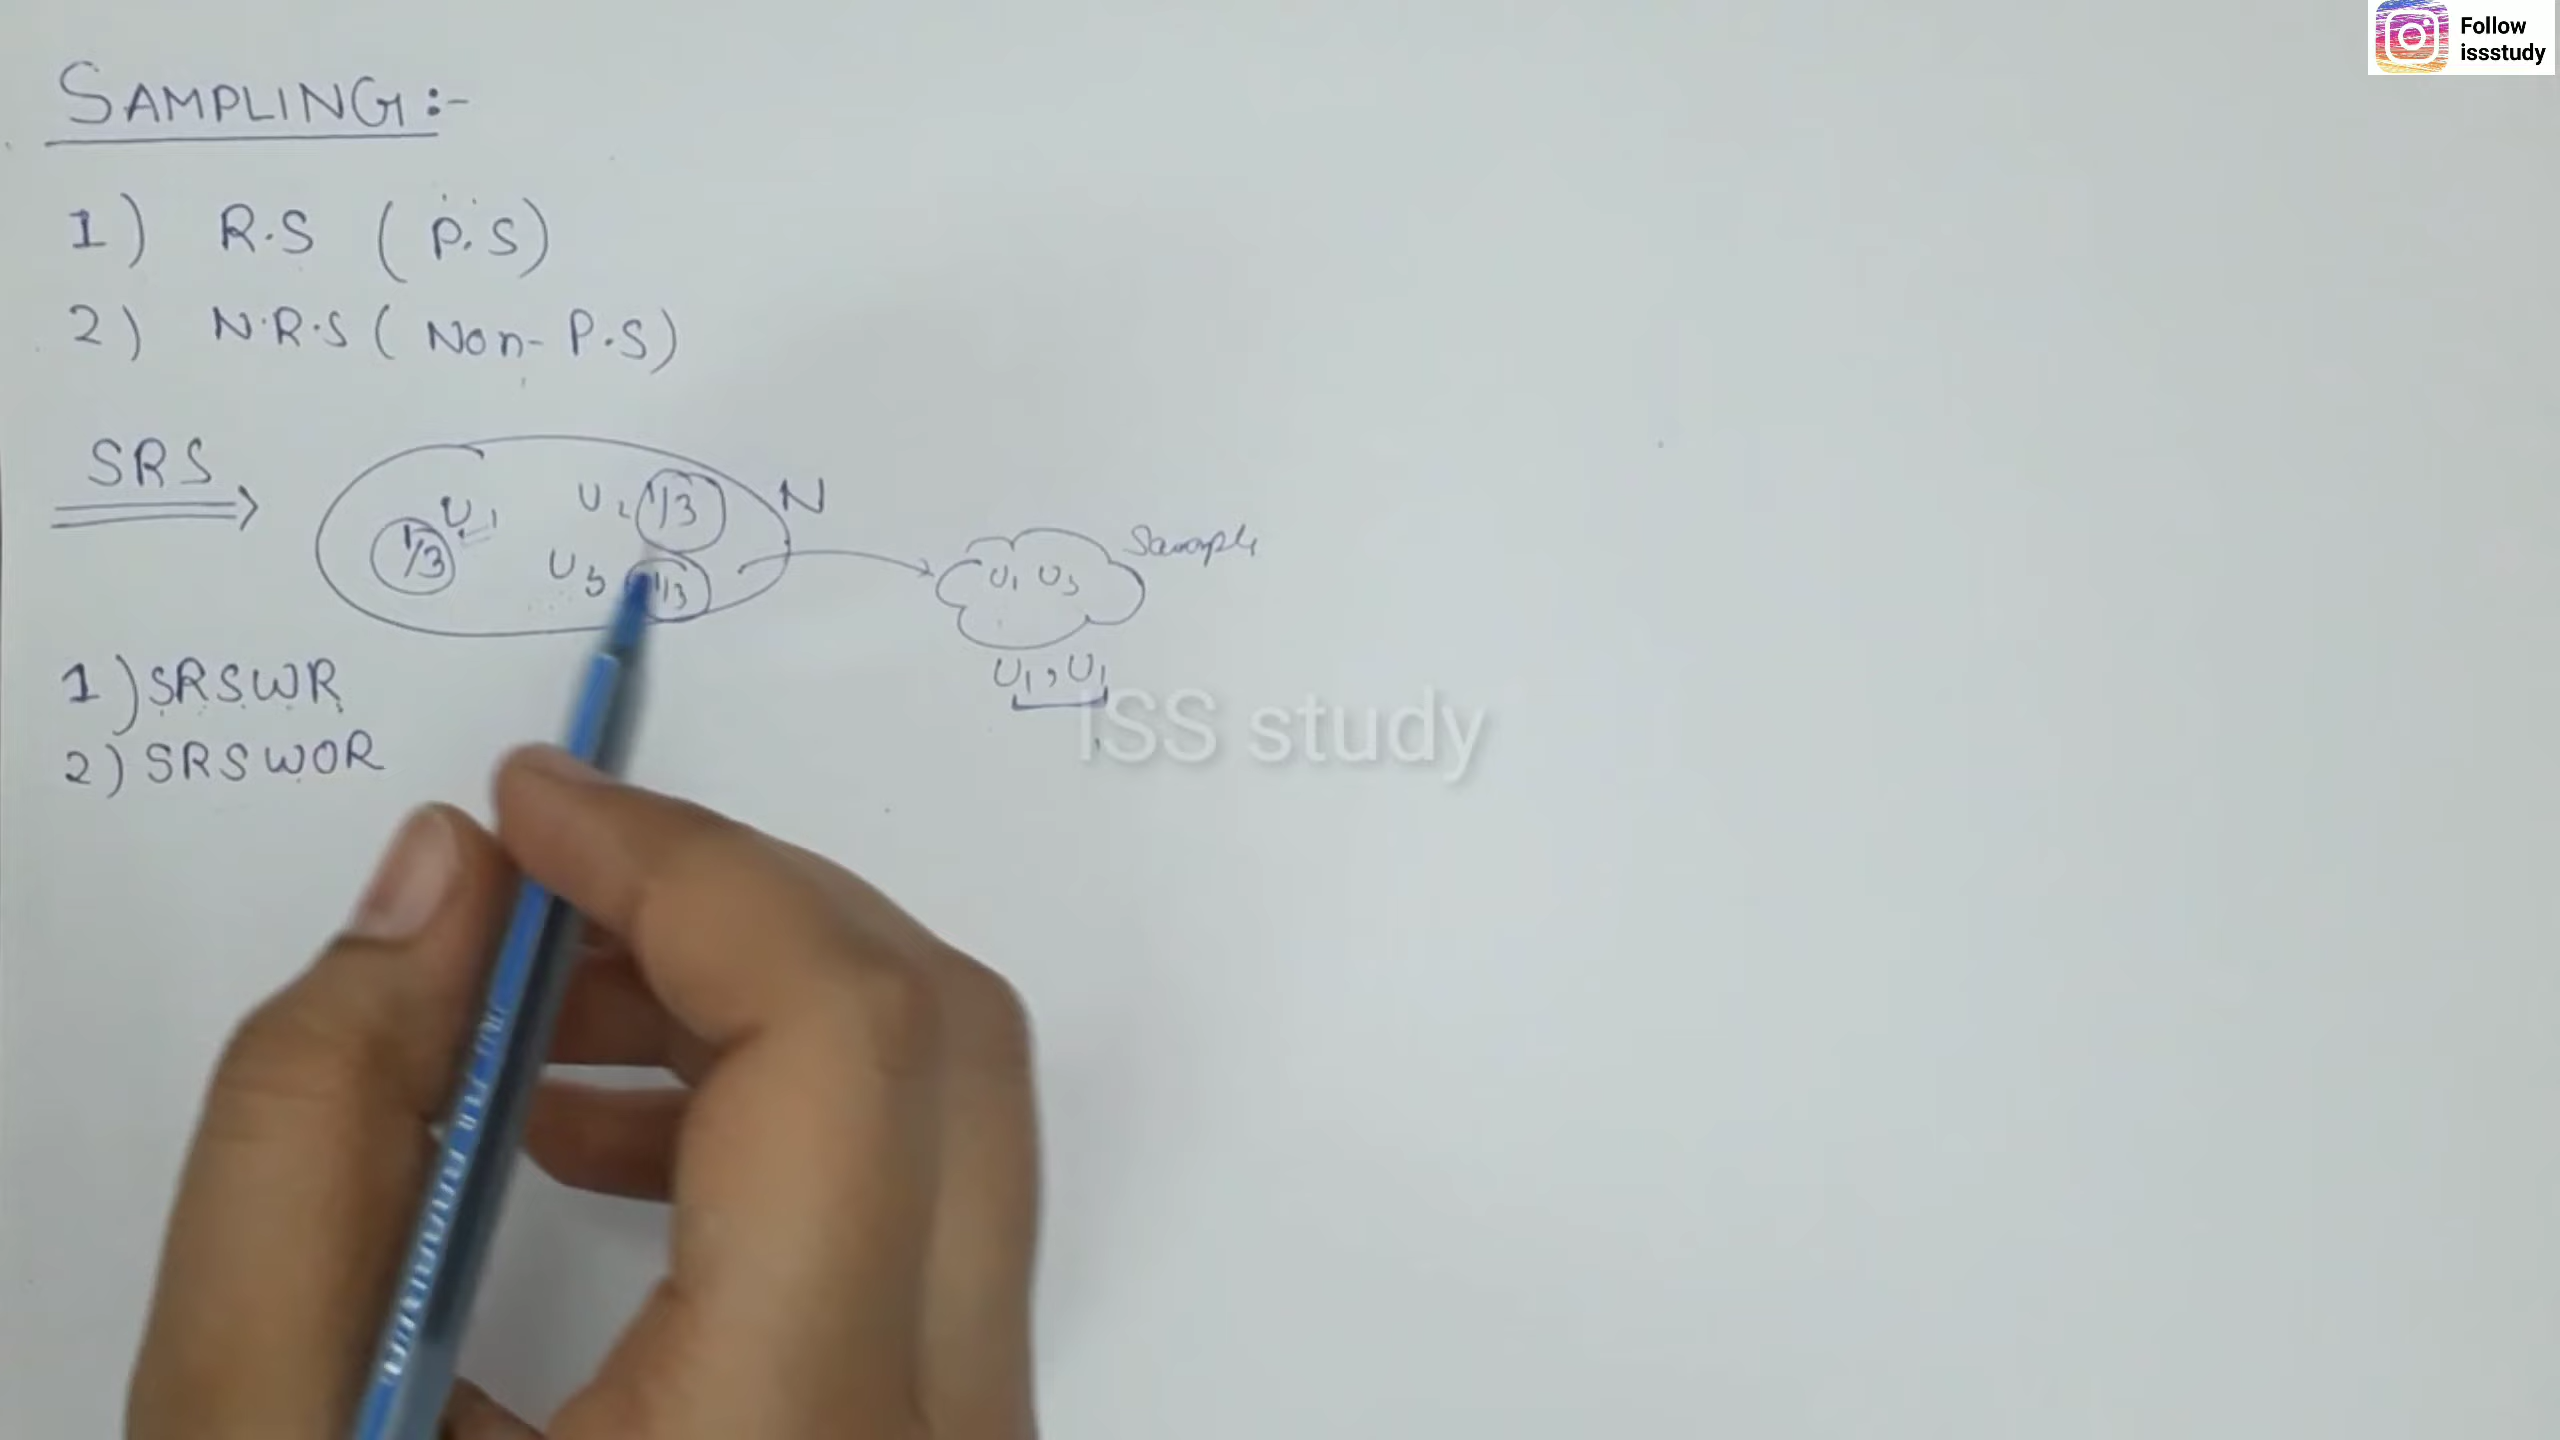 Follow
issstudy
SAMPLING :-
1) R.S (P.S)
2) N.R.S (Non-P.S)
SRS
U1 1/3
U2 1/3
U3 1/3
N
Sample
U1 U3
U1, U1
1) SRSWR
2) SRSWOR
ISS study